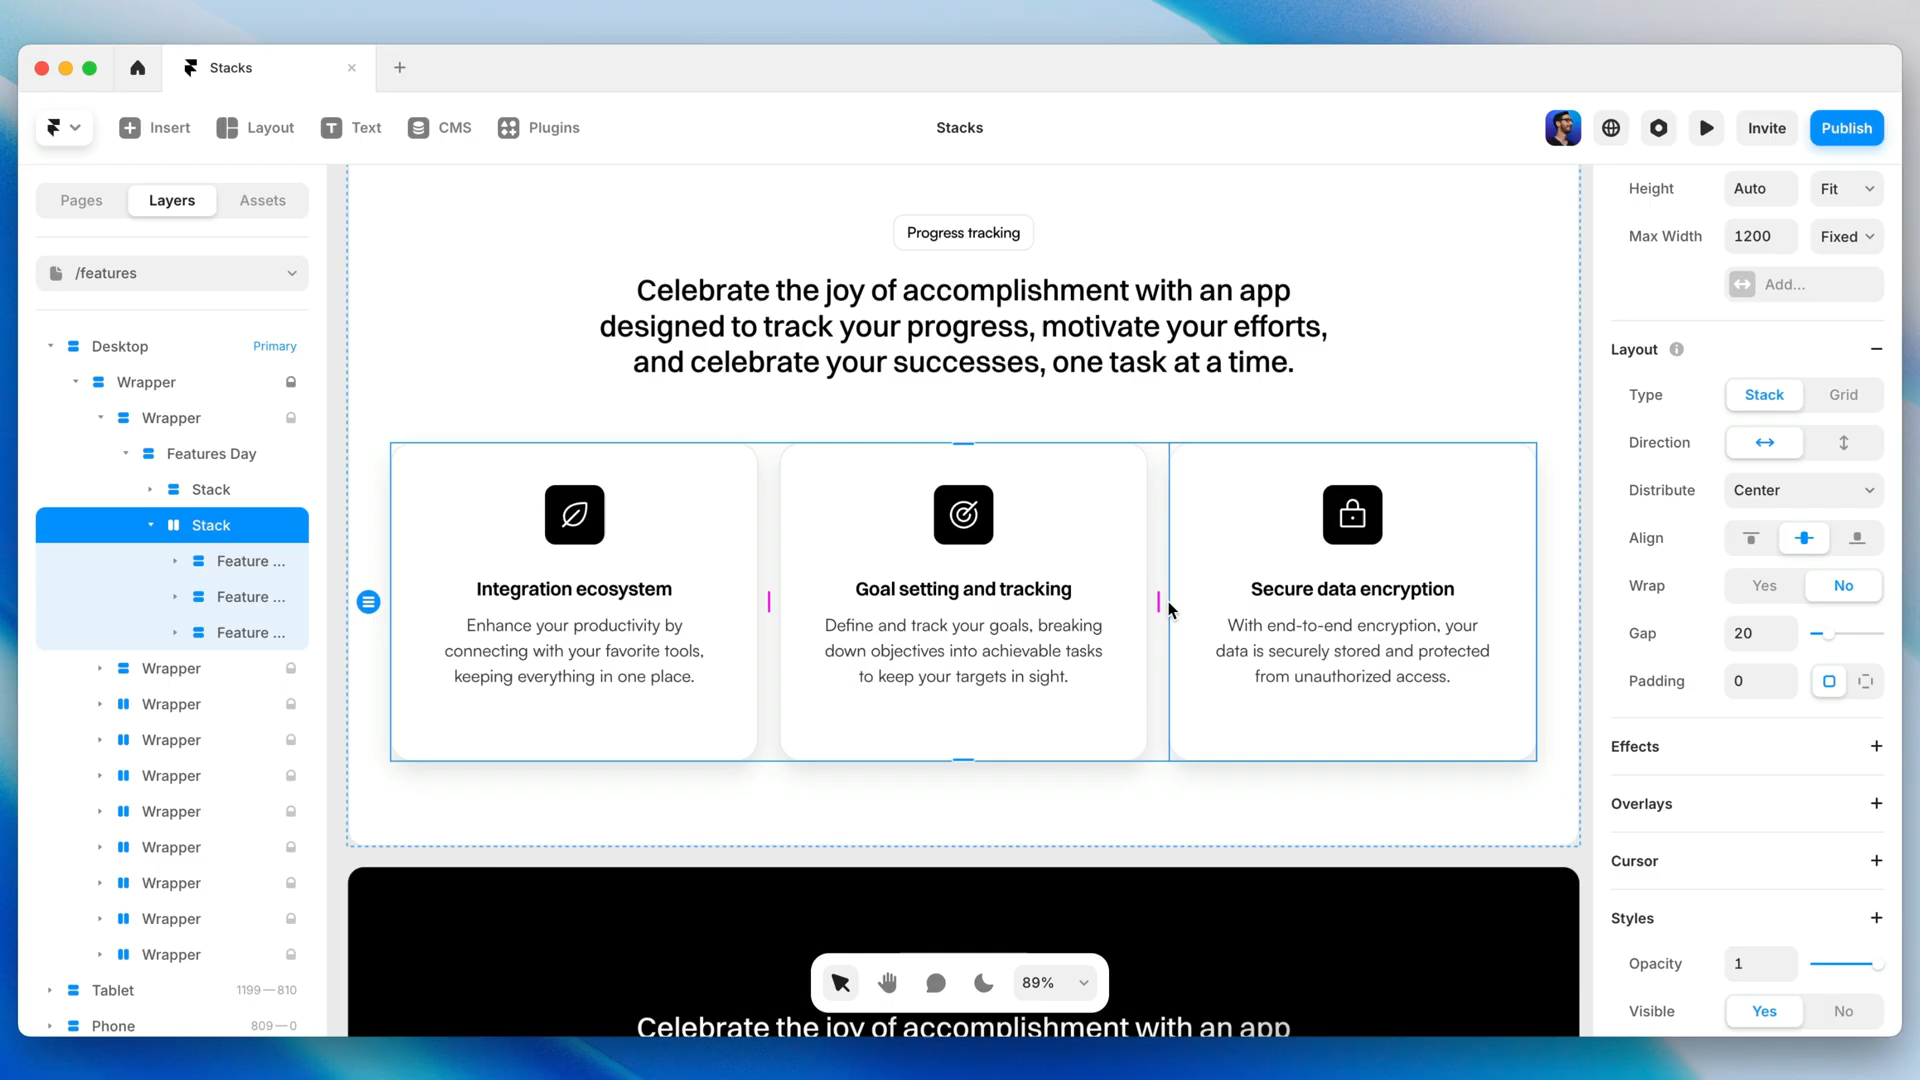 Stacks
Insert
Layout
Text
CMS
Plugins
Stacks
Invite
Publish
Pages
Layers
Assets
/features
Desktop
Primary
Wrapper
Wrapper
Features Day
Stack
Stack
Feature ...
Feature ...
Feature ...
Wrapper
Wrapper
Wrapper
Wrapper
Wrapper
Wrapper
Wrapper
Wrapper
Wrapper
Tablet
1199 — 810
Phone
809 — 0
Progress tracking
Celebrate the joy of accomplishment with an app
designed to track your progress, motivate your efforts,
and celebrate your successes, one task at a time.
Integration ecosystem
Enhance your productivity by
connecting with your favorite tools,
keeping everything in one place.
Goal setting and tracking
Define and track your goals, breaking
down objectives into achievable tasks
to keep your targets in sight.
Secure data encryption
With end-to-end encryption, your
data is securely stored and protected
from unauthorized access.
89%
Celebrate the joy of accomplishment with an app
Height
Auto
Fit
Max Width
1200
Fixed
Add...
Layout
Type
Stack
Grid
Direction
Distribute
Center
Align
Wrap
Yes
No
Gap
20
Padding
0
Effects
Overlays
Cursor
Styles
Opacity
1
Visible
Yes
No